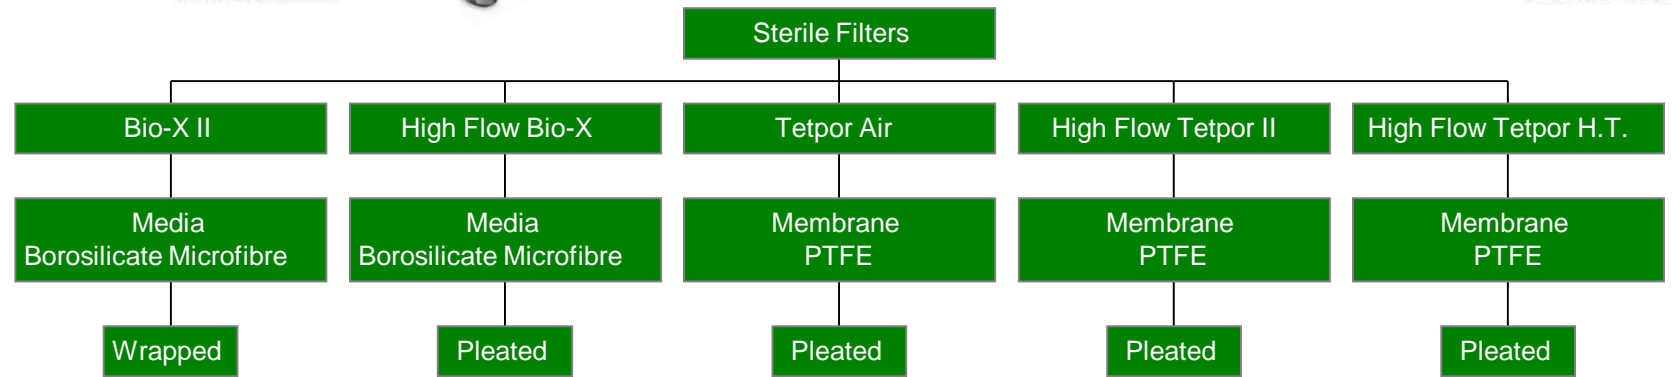 Sterile Filters
Bio-X II
High Flow Bio-X
Tetpor Air
High Flow Tetpor II
High Flow Tetpor H.T.
Media
Borosilicate Microfibre
Media
Borosilicate Microfibre
Membrane
PTFE
Membrane
PTFE
Membrane
PTFE
Wrapped
Pleated
Pleated
Pleated
Pleated